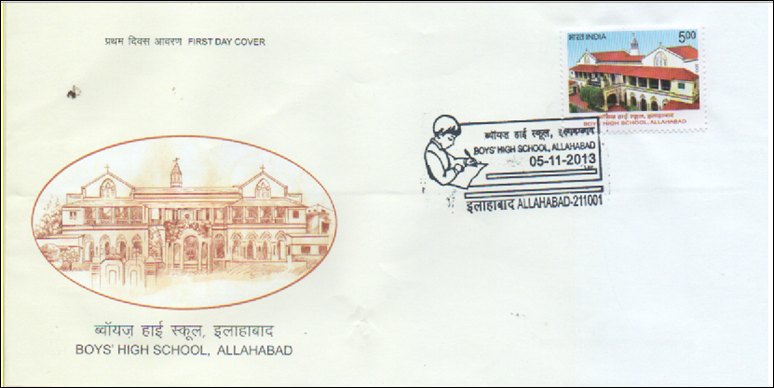 प्रथम दिवस आवरण FIRST DAY COVER
भारत INDIA 5.00
हाई स्कूल, इलाहाबाद
BOYS' HIGH SCHOOL, ALLAHABAD
ब्वॉयज हाई स्कूल, इलाहाबाद
BOYS' HIGH SCHOOL, ALLAHABAD
05-11-2013
इलाहाबाद ALLAHABAD-211001
ब्वॉयज़ हाई स्कूल, इलाहाबाद
BOYS' HIGH SCHOOL, ALLAHABAD